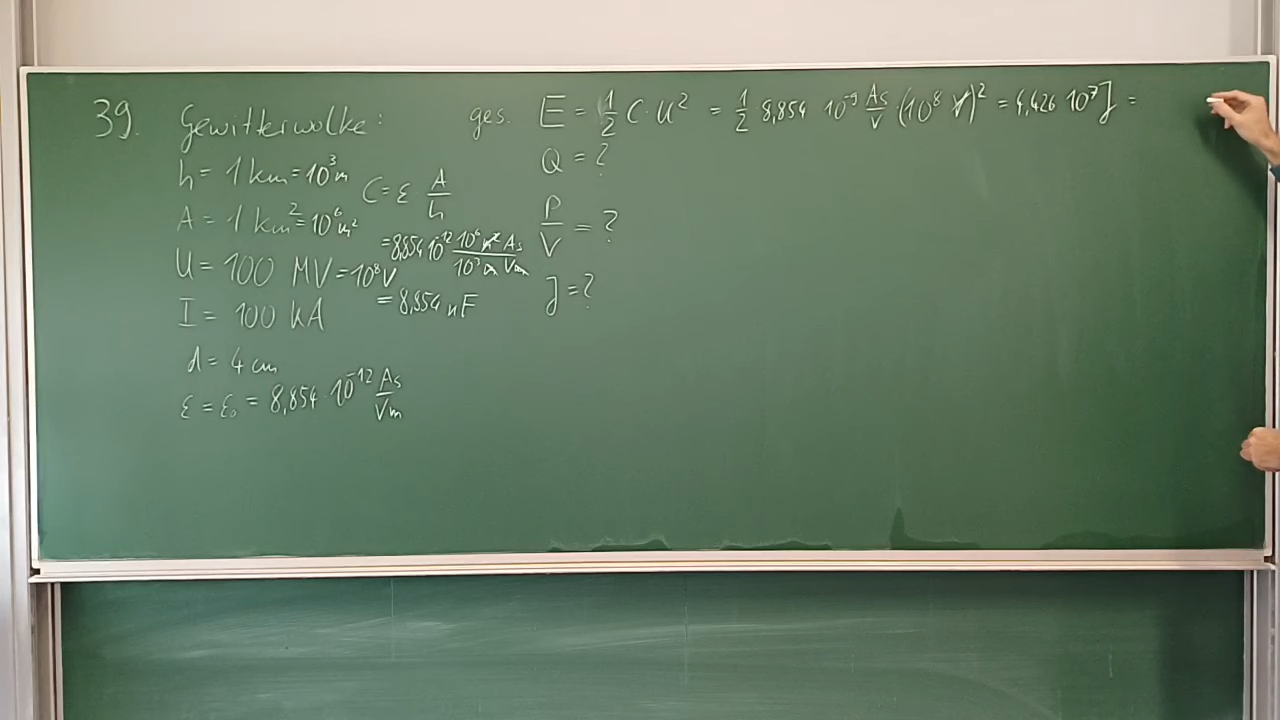 39. Gewitterwolke:
h = 1 km = 10³ m
A = 1 km² = 10⁶ m²
U = 100 MV = 10⁸ V
I = 100 kA
d = 4 cm
ε = ε₀ = 8,854 · 10⁻¹² As/Vm
C = ε A/h
= 8,854 10⁻¹² 10⁶ m² As / 10³ m Vm
= 8,854 nF
ges. E = 1/2 C · U² = 1/2 8,854 10⁻⁹ As/V · (10⁸ V)² = 4,426 10⁷ J =
Q = ?
P/V = ?
J = ?